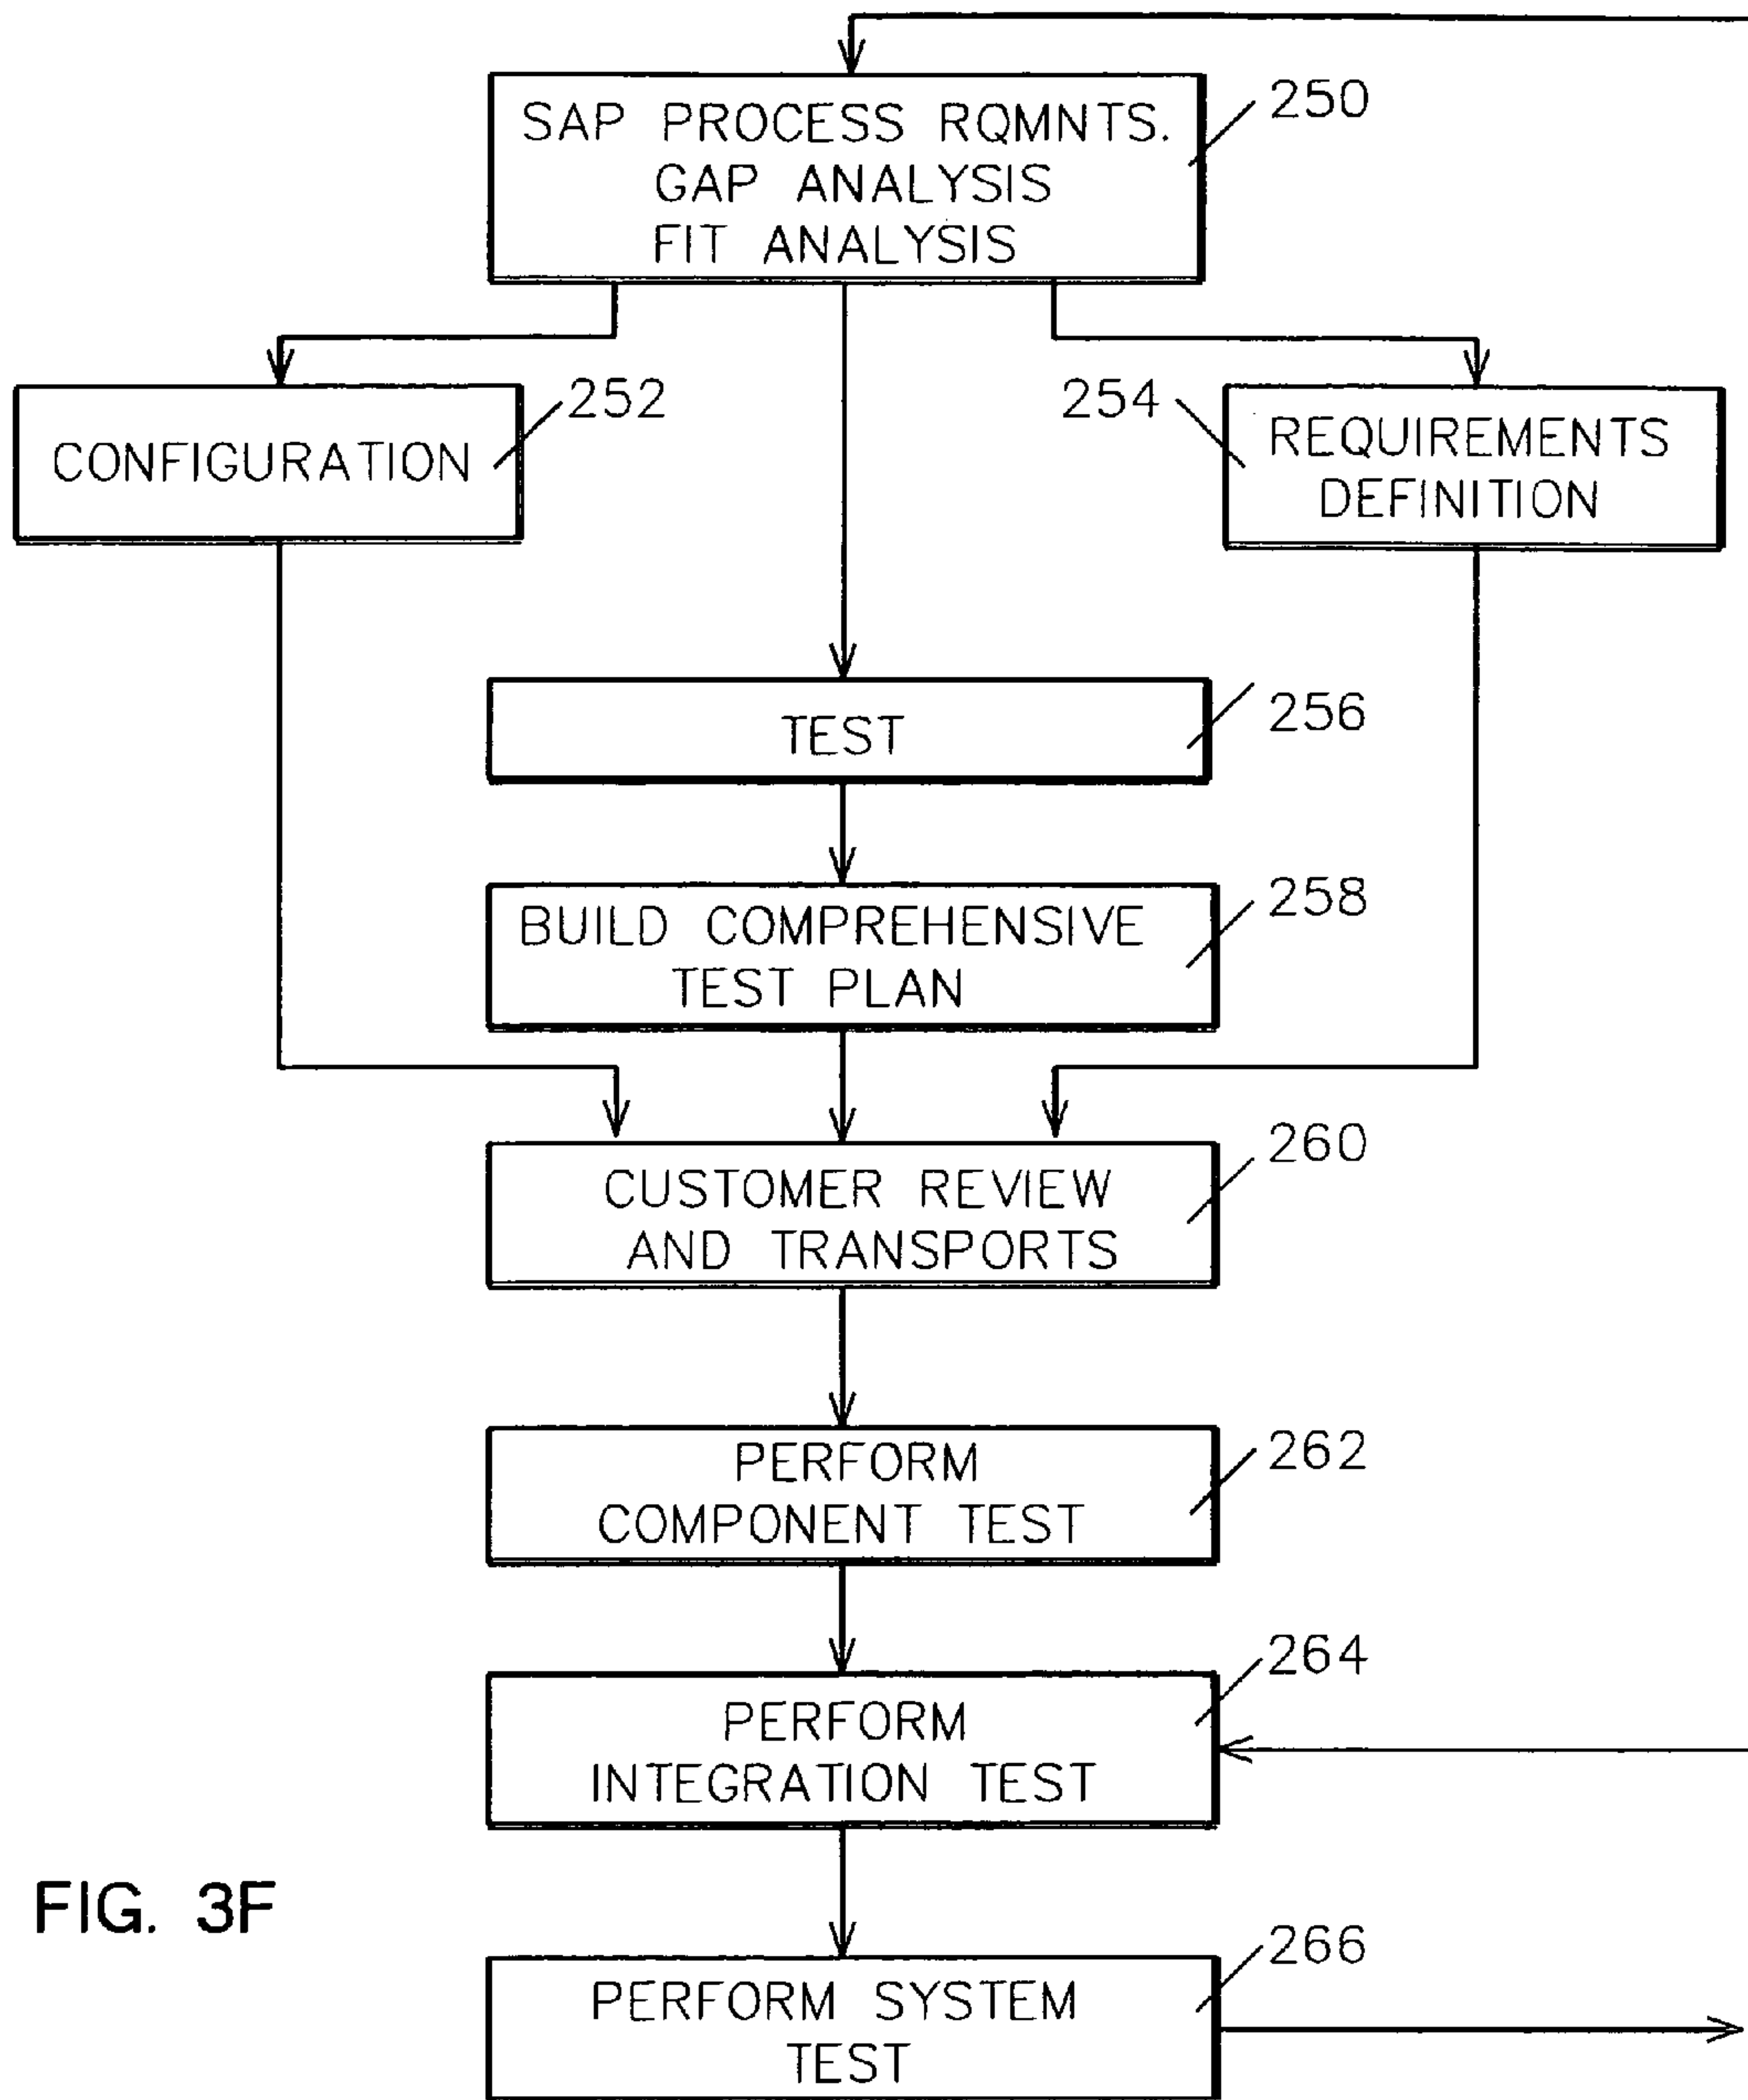 250
SAP PROCESS RQMNTS.
GAP ANALYSIS
FIT ANALYSIS
252
CONFIGURATION
254
REQUIREMENTS
DEFINITION
256
TEST
258
BUILD COMPREHENSIVE
TEST PLAN
260
CUSTOMER REVIEW
AND TRANSPORTS
262
PERFORM
COMPONENT TEST
264
PERFORM
INTEGRATION TEST
FIG. 3F
266
PERFORM SYSTEM
TEST